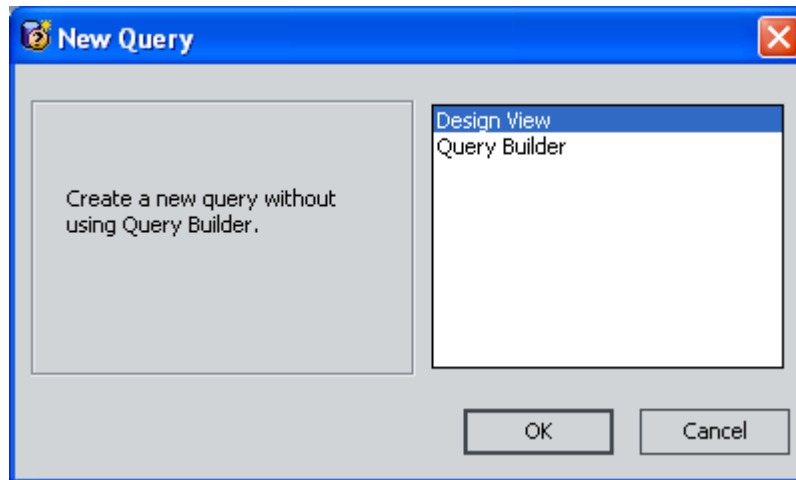 New Query
Create a new query without
using Query Builder.
Design View
Query Builder
OK
Cancel